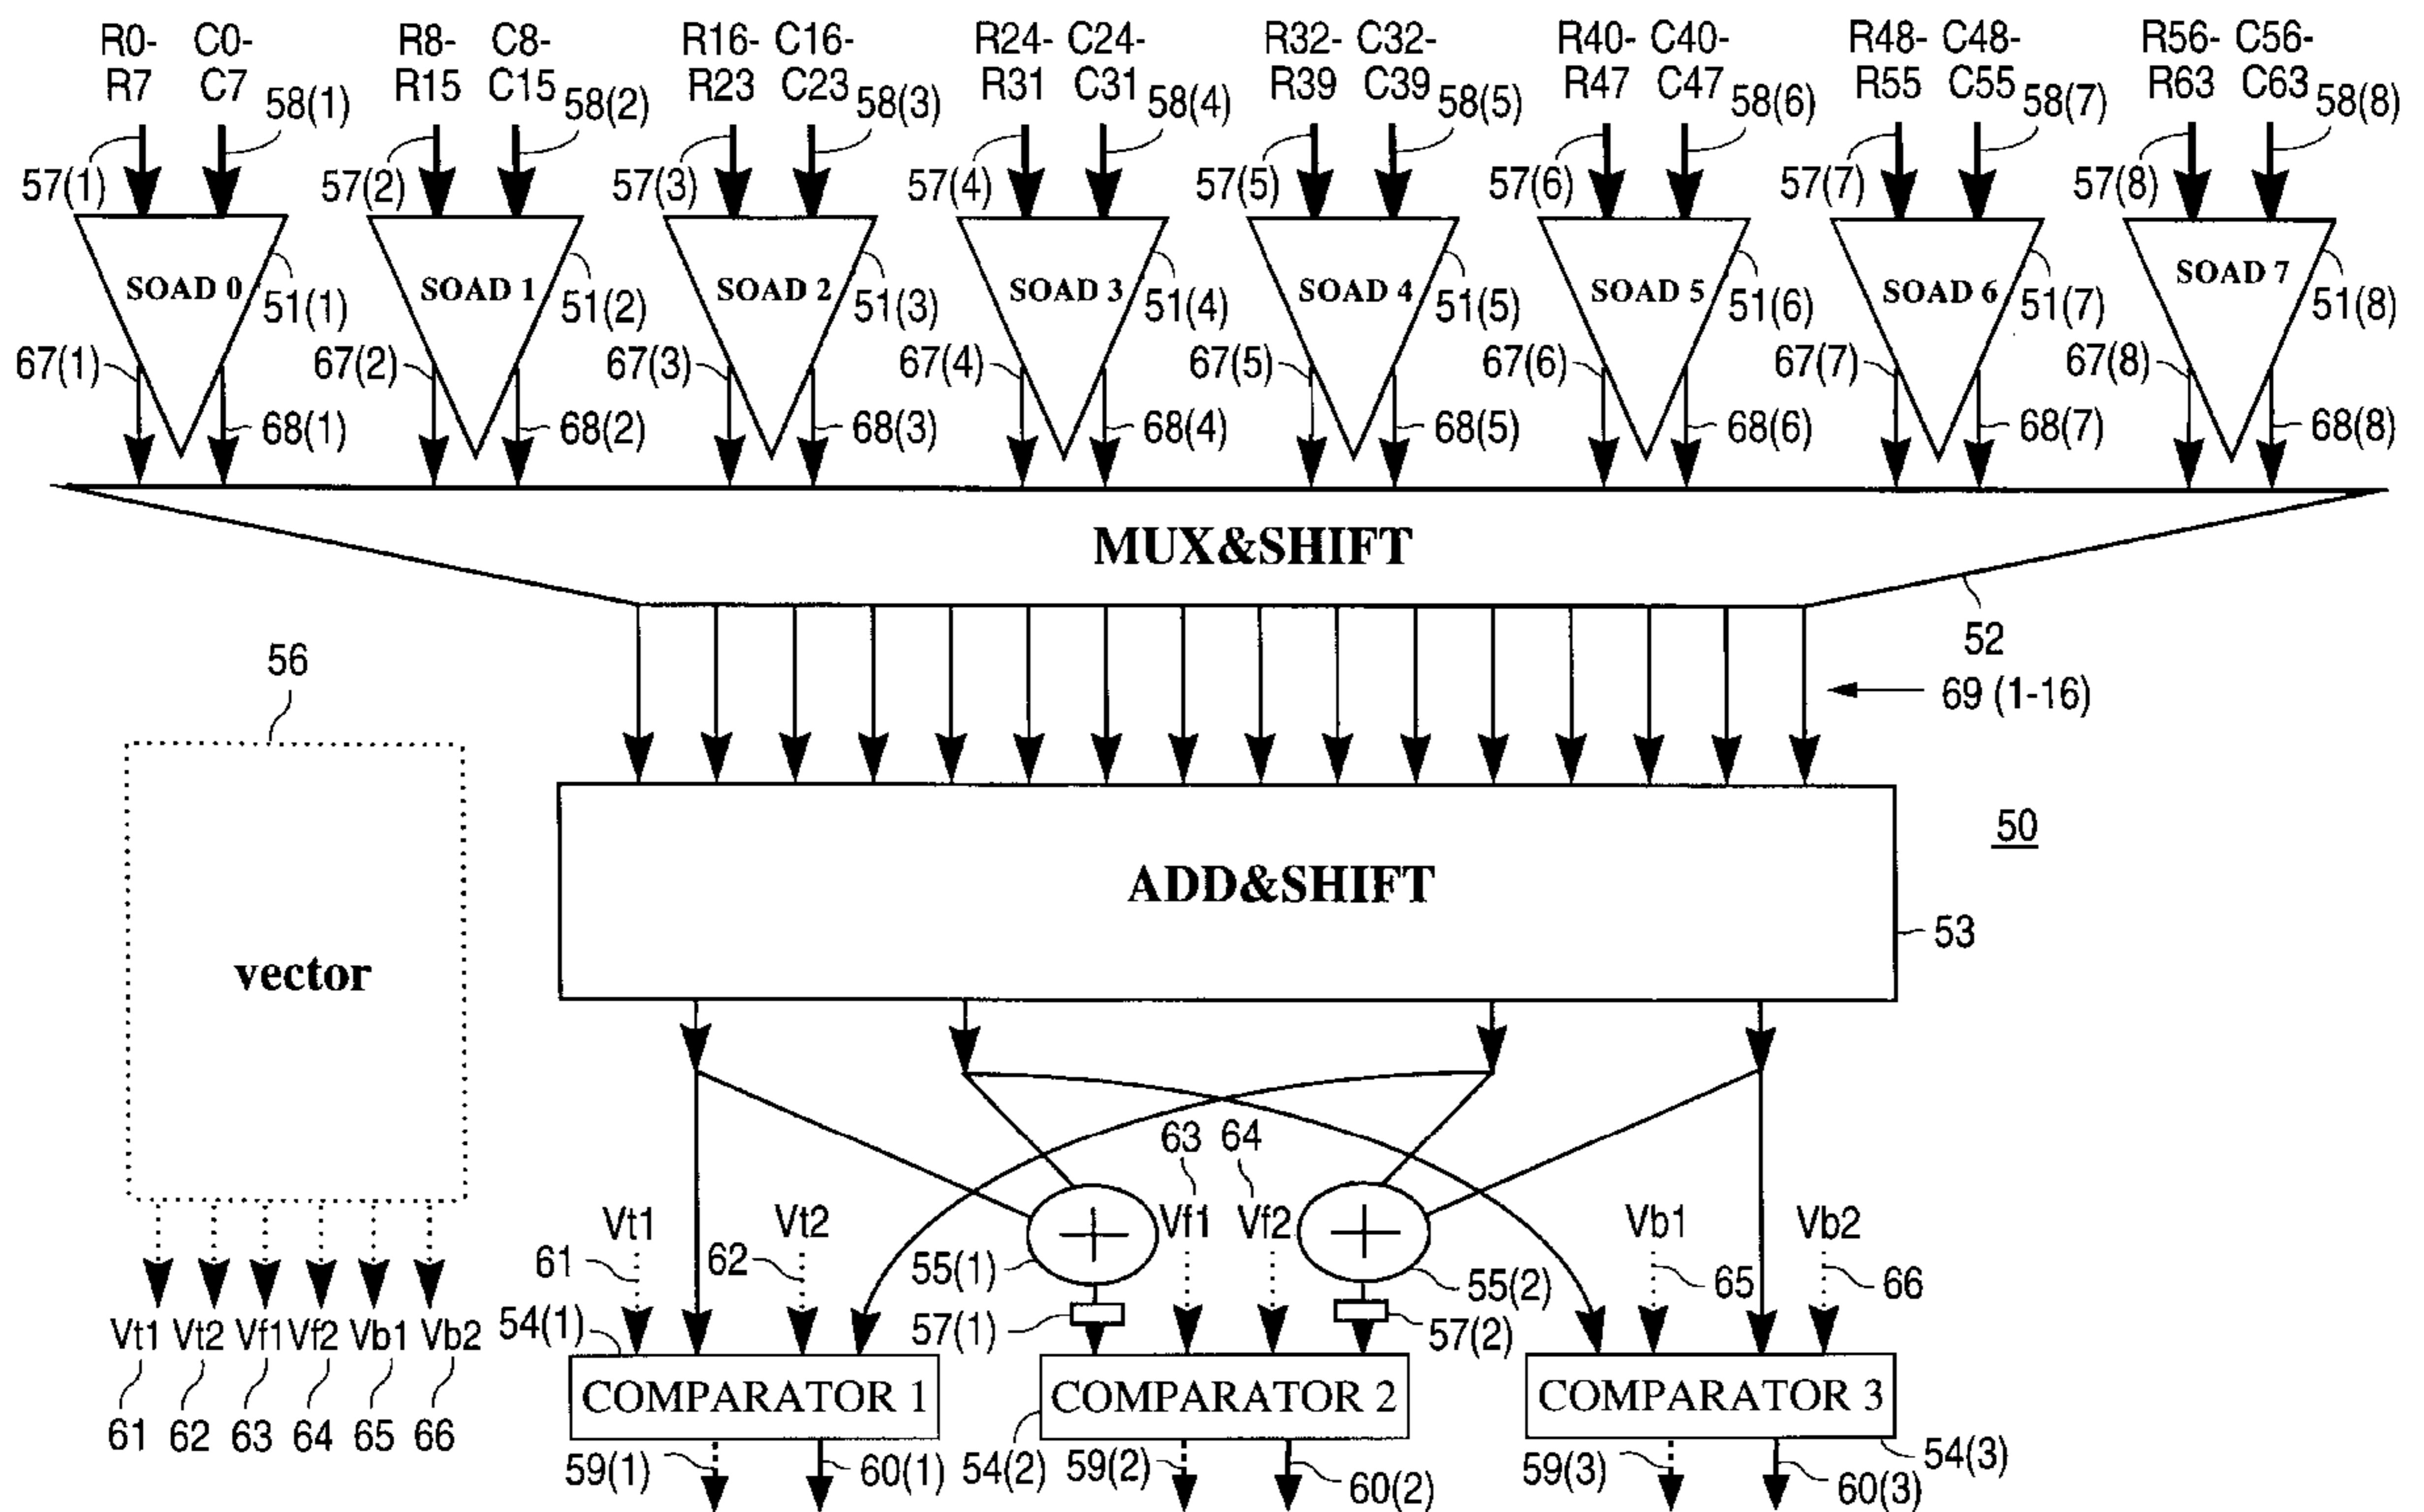 R0- C0- R8- C8- R16- C16- R24- C24- R32- C32- R40- C40- R48- C48- R56- C56-
R7 C7 R15 C15 R23 C23 R31 C31 R39 C39 R47 C47 R55 C55 R63 C63
58(1) 58(2) 58(3) 58(4) 58(5) 58(6) 58(7) 58(8)
57(1) 57(2) 57(3) 57(4) 57(5) 57(6) 57(7) 57(8)
SOAD 0 SOAD 1 SOAD 2 SOAD 3 SOAD 4 SOAD 5 SOAD 6 SOAD 7
51(1) 51(2) 51(3) 51(4) 51(5) 51(6) 51(7) 51(8)
67(1) 67(2) 67(3) 67(4) 67(5) 67(6) 67(7) 67(8)
68(1) 68(2) 68(3) 68(4) 68(5) 68(6) 68(7) 68(8)
MUX&SHIFT
52
56
69 (1-16)
50
ADD&SHIFT
53
vector
63 64
Vt1 Vt2 Vf1 Vf2 Vb1 Vb2
61 62 55(1) 55(2) 65 66
54(1) 57(1) 57(2)
Vt1 Vt2 Vf1 Vf2 Vb1 Vb2
COMPARATOR 1 COMPARATOR 2 COMPARATOR 3
61 62 63 64 65 66
59(1) 60(1) 54(2) 59(2) 60(2) 59(3) 60(3) 54(3)